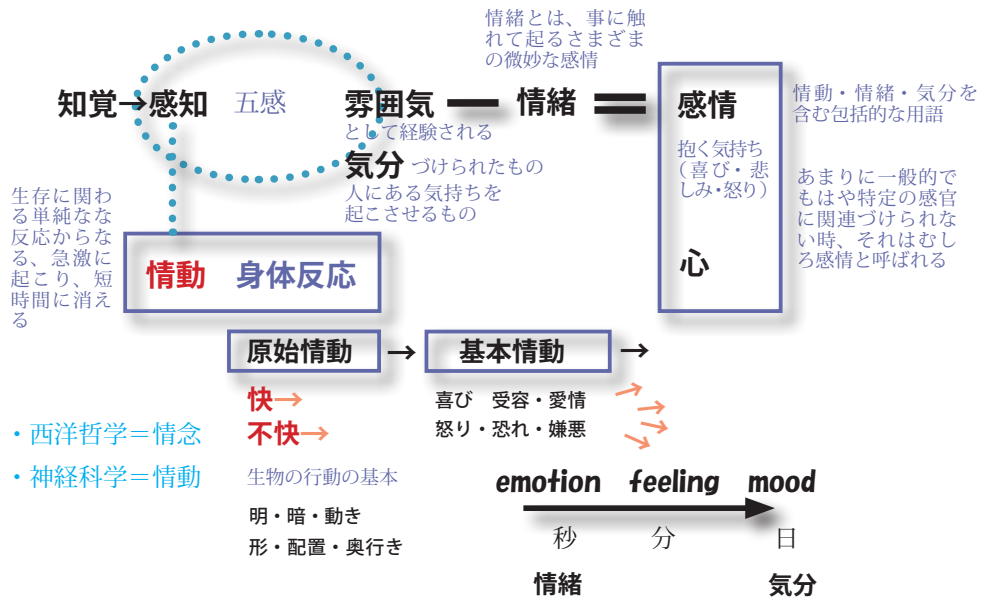 情緒とは、事に触
れて起るさまざま
の微妙な感情
知覚→感知 五感 雰囲気 ー 情緒 = 感情
として経験される
気分 づけられたもの
人にある気持ちを
起こさせるもの
抱く気持ち
（喜び・悲
しみ・怒り）
心
情動・情緒・気分を
含む包括的な用語
あまりに一般的で
もはや特定の感官
に関連づけられな
い時、それはむし
ろ感情と呼ばれる
生存に関わ
る単純なな
反応からな
る、急激に
起こり、短
時間に消え
る
情動 身体反応
原始情動 → 基本情動 →
快→
不快→
喜び 受容・愛情
怒り・恐れ・嫌悪
・西洋哲学＝情念
・神経科学＝情動
生物の行動の基本
明・暗・動き
形・配置・奥行き
emotion feeling mood
秒 分 日
情緒 気分